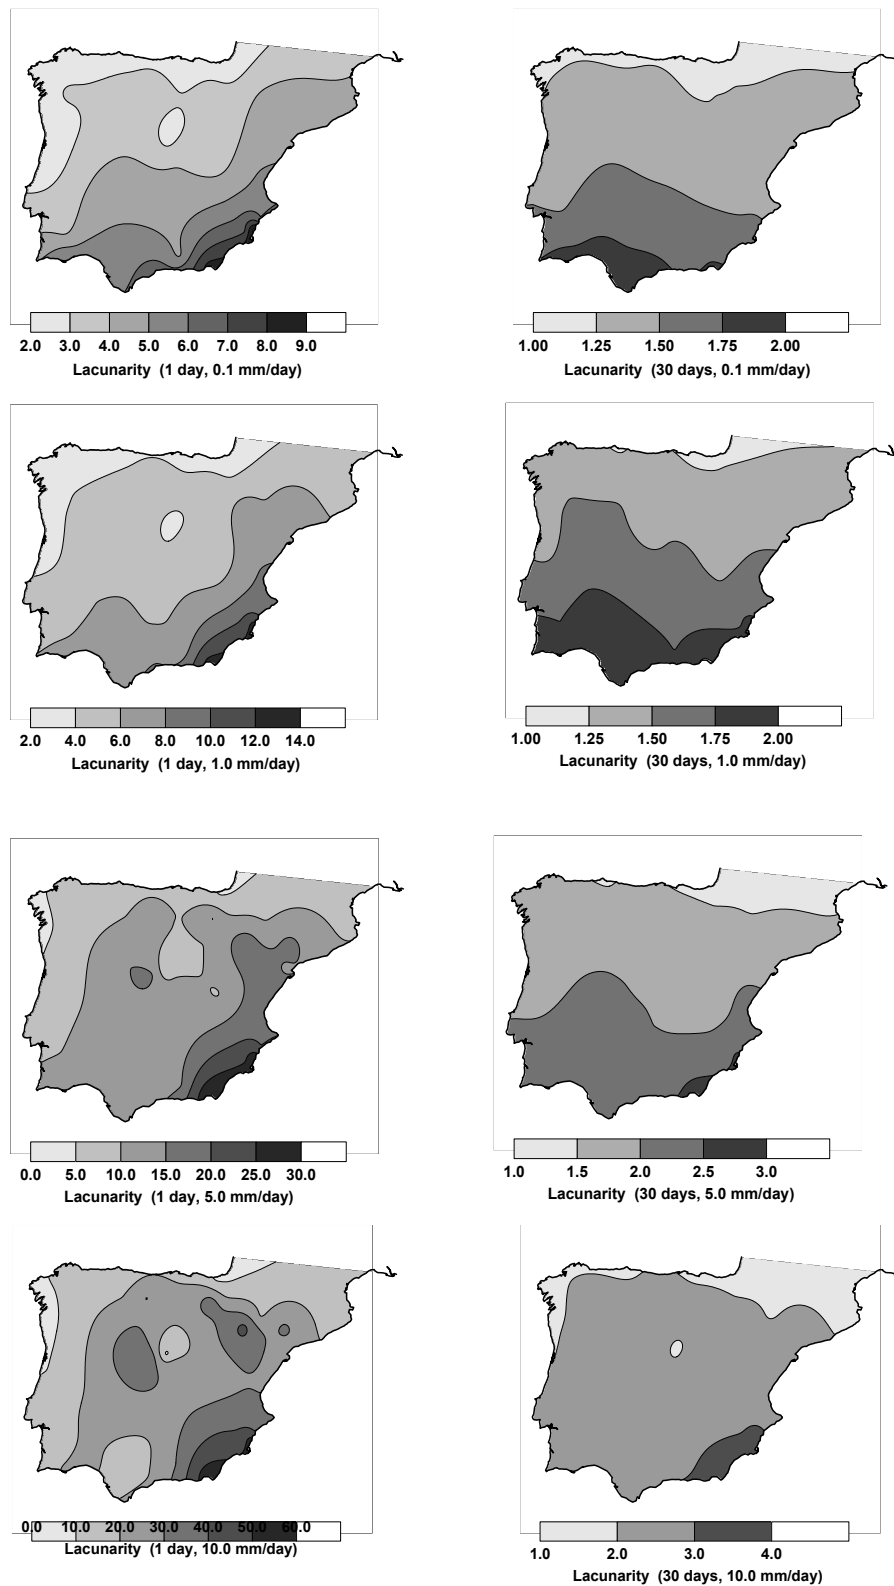 2.0 3.0 4.0 5.0 6.0 7.0 8.0 9.0
Lacunarity (1 day, 0.1 mm/day)
1.00 1.25 1.50 1.75 2.00
Lacunarity (30 days, 0.1 mm/day)
2.0 4.0 6.0 8.0 10.0 12.0 14.0
Lacunarity (1 day, 1.0 mm/day)
1.00 1.25 1.50 1.75 2.00
Lacunarity (30 days, 1.0 mm/day)
0.0 5.0 10.0 15.0 20.0 25.0 30.0
Lacunarity (1 day, 5.0 mm/day)
1.0 1.5 2.0 2.5 3.0
Lacunarity (30 days, 5.0 mm/day)
0.0 10.0 20.0 30.0 40.0 50.0 60.0
Lacunarity (1 day, 10.0 mm/day)
1.0 2.0 3.0 4.0
Lacunarity (30 days, 10.0 mm/day)